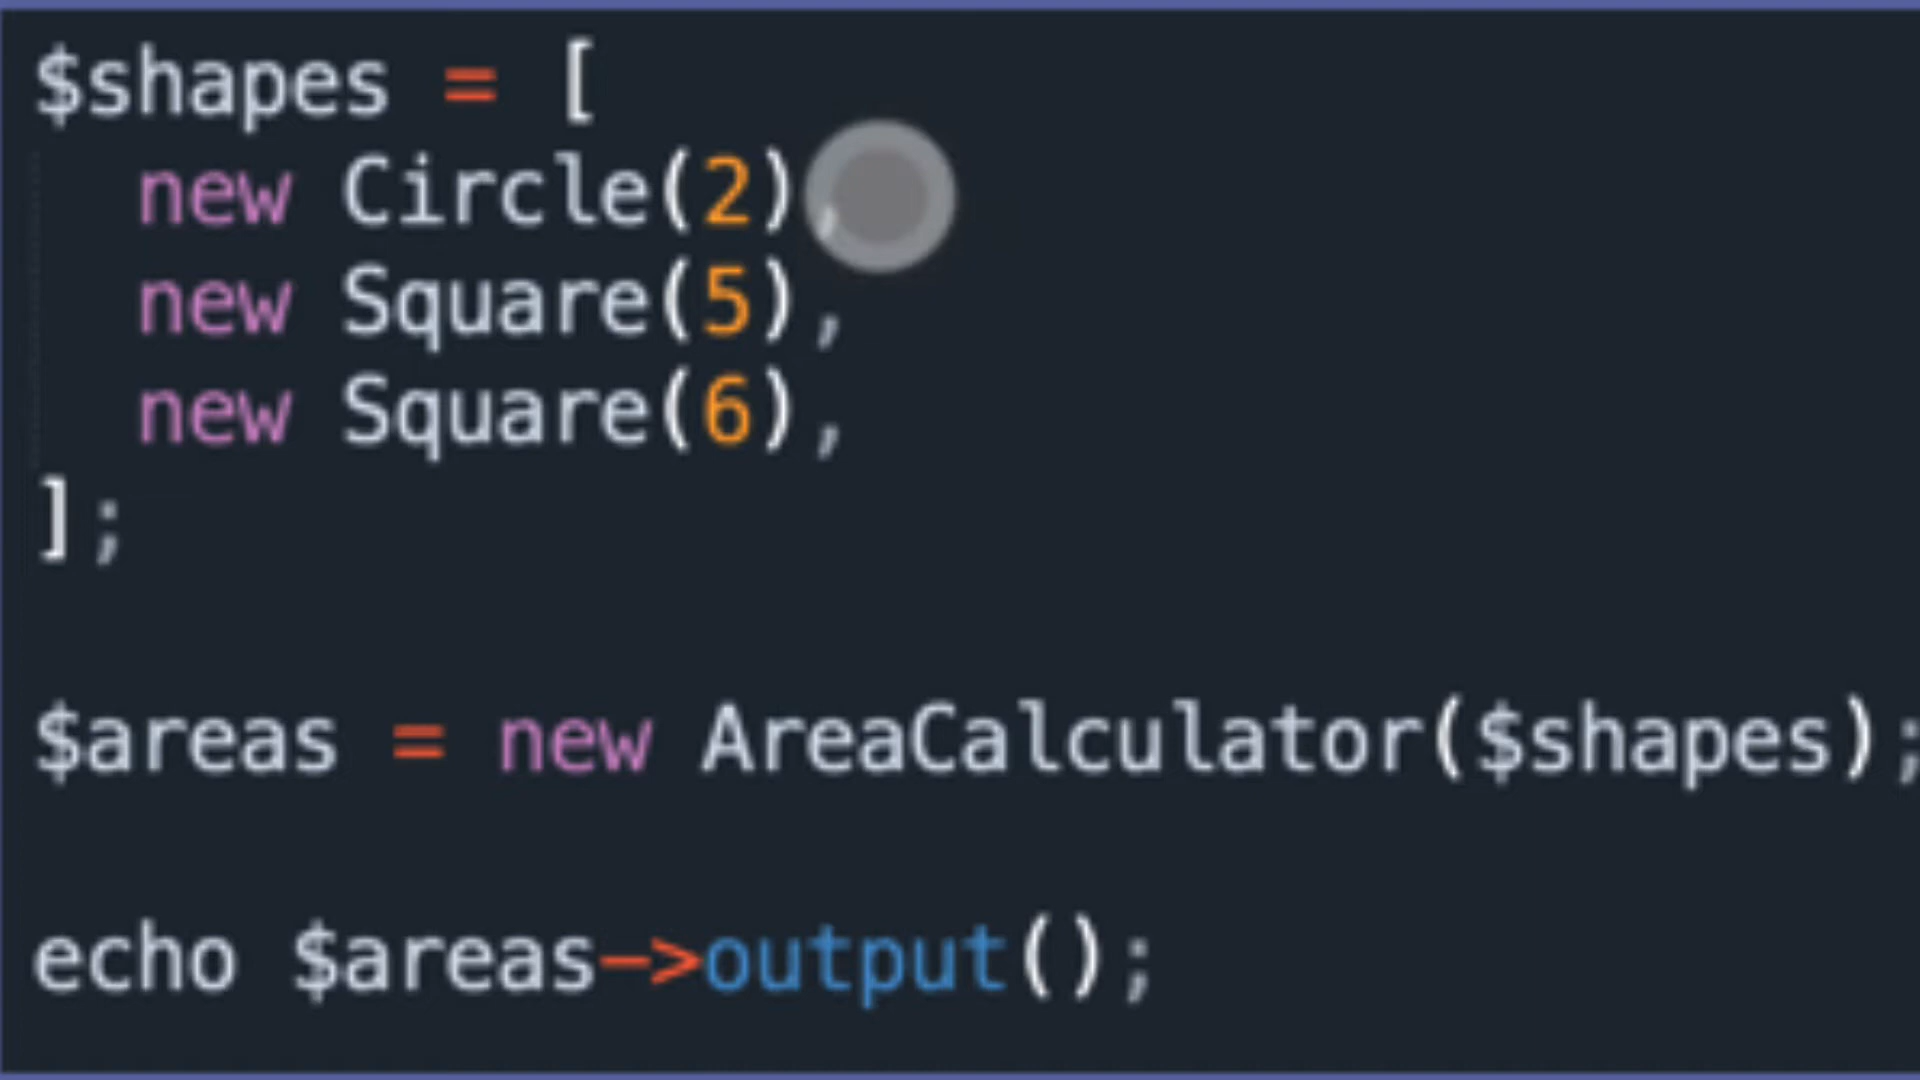 $shapes = [
  new Circle(2),
  new Square(5),
  new Square(6),
];
$areas = new AreaCalculator($shapes);
echo $areas->output();